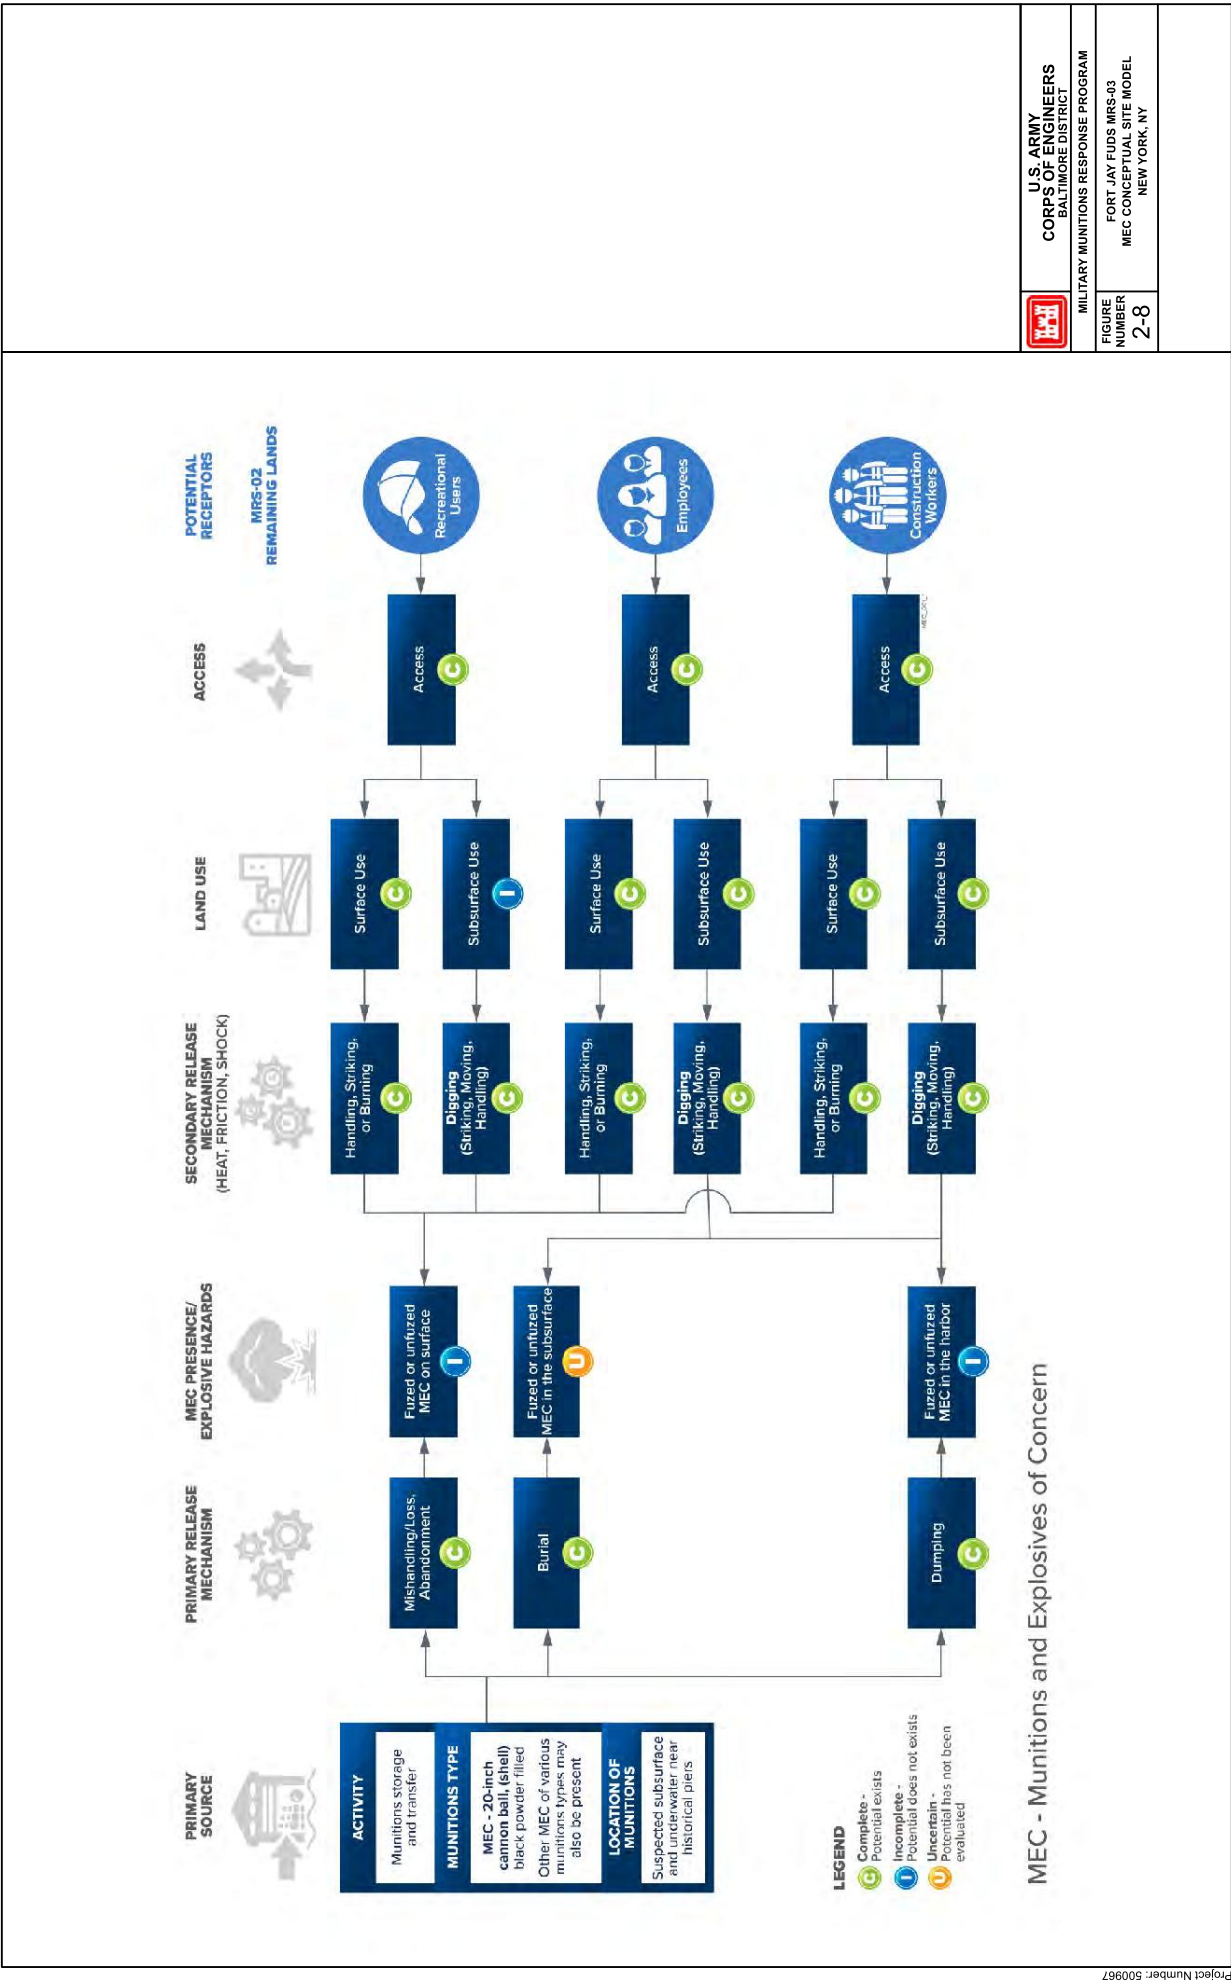 PRIMARY
SOURCE
PRIMARY RELEASE
MECHANISM
MEC PRESENCE/
EXPLOSIVE HAZARDS
SECONDARY RELEASE
MECHANISM
(HEAT, FRICTION, SHOCK)
LAND USE
ACCESS
POTENTIAL
RECEPTORS
MRS-02
REMAINING LANDS
ACTIVITY
Munitions storage
and transfer
MUNITIONS TYPE
MEC - 20-inch
cannon ball, (shell)
black powder filled
Other MEC of various
munitions types may
also be present
LOCATION OF
MUNITIONS
Suspected subsurface
and underwater near
historical piers
Mishandling/Loss,
Abandonment
C
Burial
C
Dumping
C
Fuzed or unfuzed
MEC on surface
I
Fuzed or unfuzed
MEC in the subsurface
U
Fuzed or unfuzed
MEC in the harbor
I
Handling, Striking,
or Burning
C
Digging
(Striking, Moving,
Handling)
C
Handling, Striking,
or Burning
C
Digging
(Striking, Moving,
Handling)
C
Handling, Striking,
or Burning
C
Digging
(Striking, Moving,
Handling)
C
Surface Use
C
Subsurface Use
I
Surface Use
C
Subsurface Use
C
Surface Use
C
Subsurface Use
C
Access
C
Access
C
Access
C
Recreational
Users
Employees
Construction
Workers
LEGEND
C Complete -
Potential exists
I Incomplete -
Potential does not exists
U Uncertain -
Potential has not been
evaluated
MEC - Munitions and Explosives of Concern
U.S. ARMY
CORPS OF ENGINEERS
BALTIMORE DISTRICT
MILITARY MUNITIONS RESPONSE PROGRAM
FIGURE
NUMBER
2-8
FORT JAY FUDS MRS-03
MEC CONCEPTUAL SITE MODEL
NEW YORK, NY
Project Number: 500967